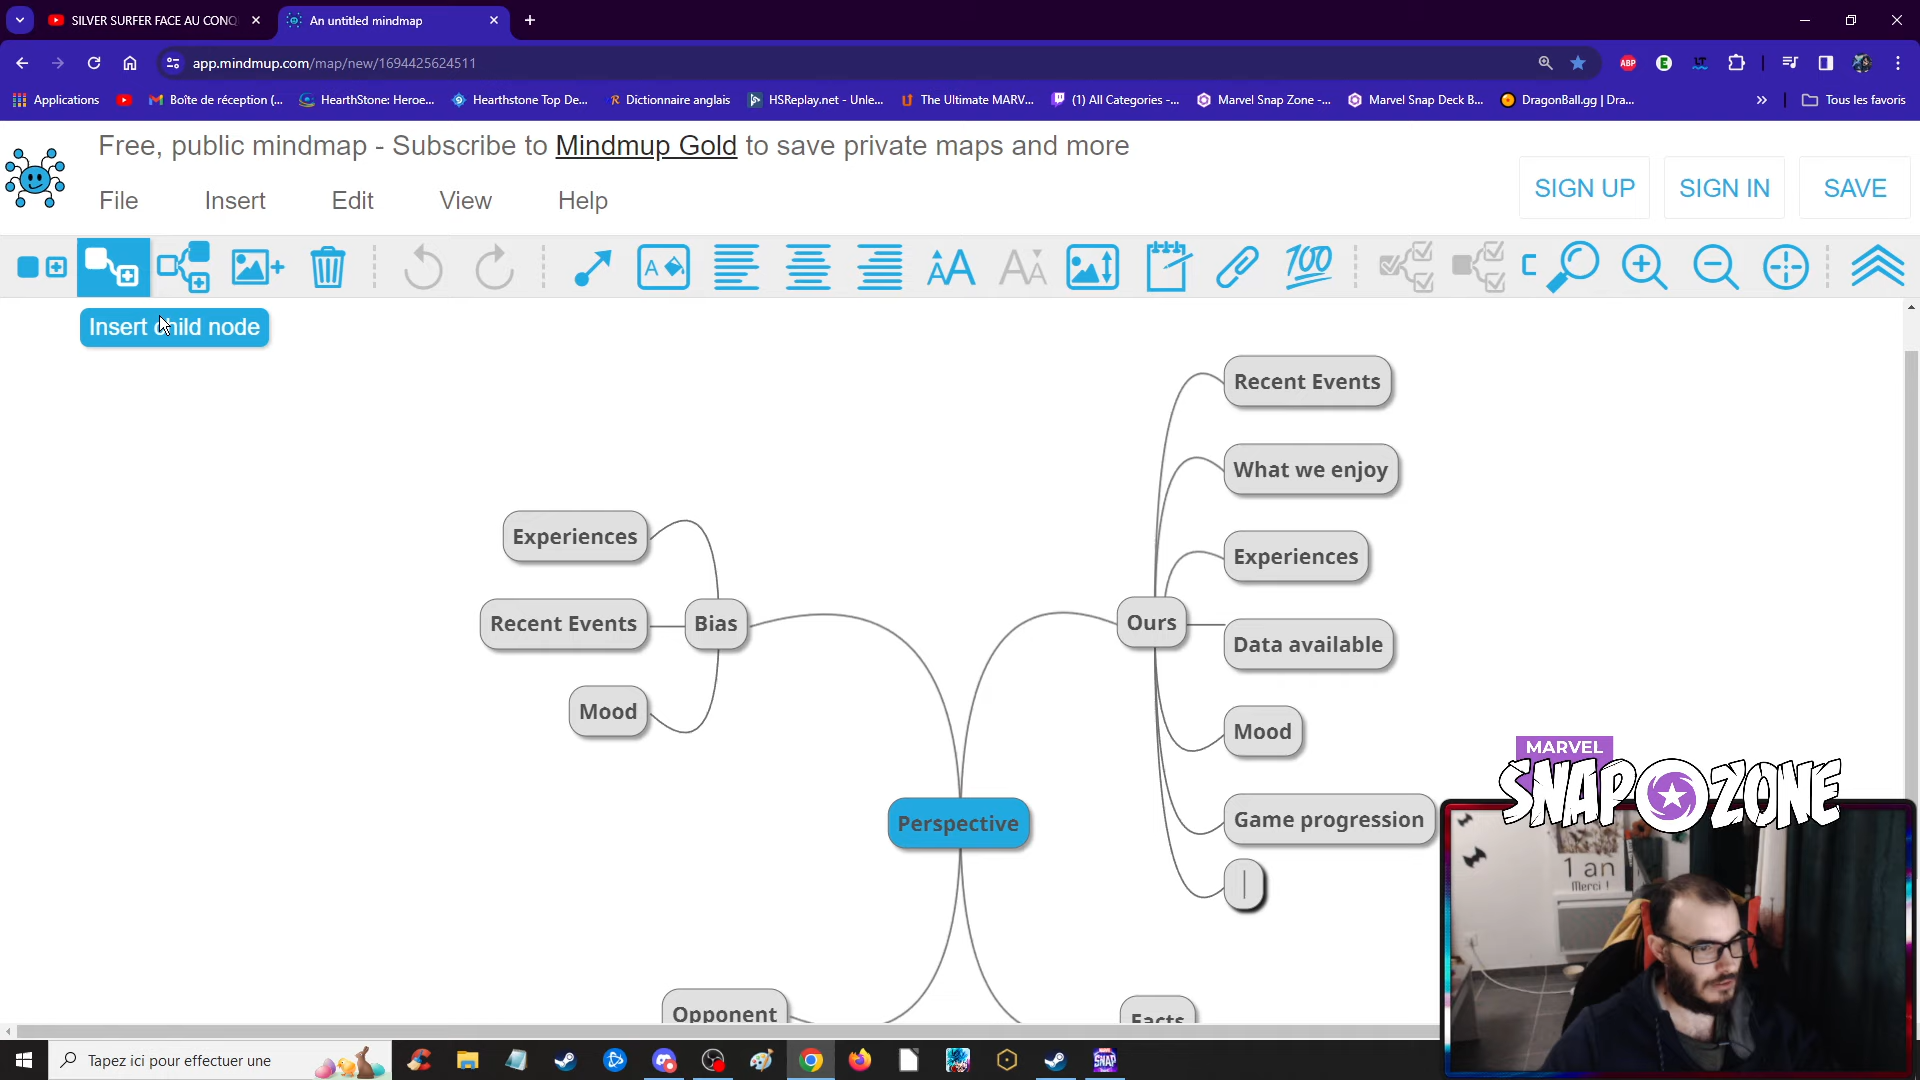 SILVER SURFER FACE AU CONQ
An untitled mindmap
app.mindmup.com/map/new/1694425624511
ABP
Applications
Boîte de réception (...
HearthStone: Heroe...
Hearthstone Top De...
Dictionnaire anglais
HSReplay.net - Unle...
The Ultimate MARV...
(1) All Categories -...
Marvel Snap Zone -...
Marvel Snap Deck B...
DragonBall.gg | Dra...
Tous les favoris
Free, public mindmap - Subscribe to Mindmup Gold to save private maps and more
File
Insert
Edit
View
Help
SIGN UP
SIGN IN
SAVE
A
AA
AA
100
Insert child node
Recent Events
What we enjoy
Experiences
Experiences
Recent Events
Bias
Ours
Data available
Mood
Mood
Perspective
Game progression
Opponent
Facts
MARVEL
SNAP ZONE
1 an
Merci !
Tapez ici pour effectuer une
SNAP